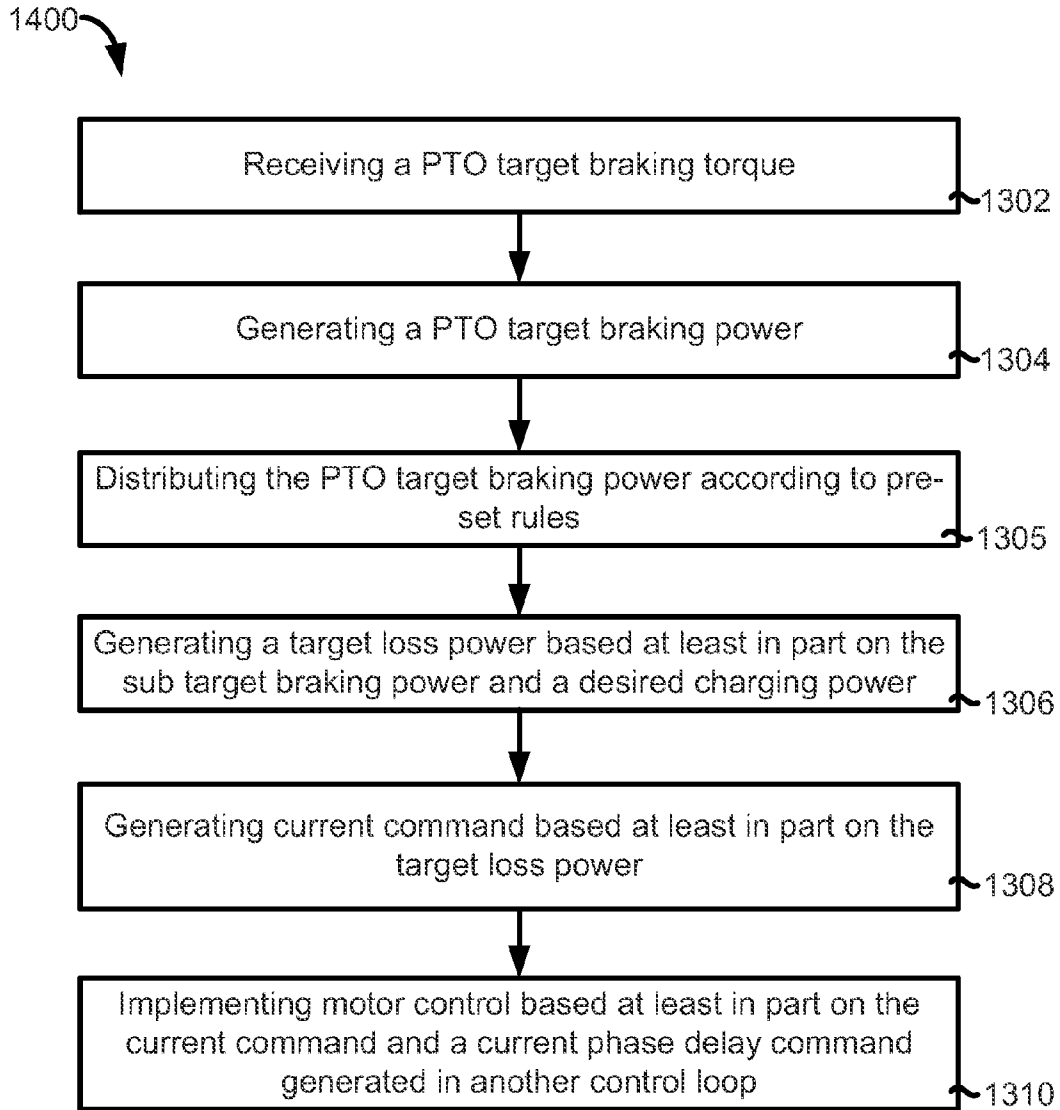 1400
Receiving a PTO target braking torque
1302
Generating a PTO target braking power
1304
Distributing the PTO target braking power according to pre-
set rules
1305
Generating a target loss power based at least in part on the
sub target braking power and a desired charging power
1306
Generating current command based at least in part on the
target loss power
1308
Implementing motor control based at least in part on the
current command and a current phase delay command
generated in another control loop
1310